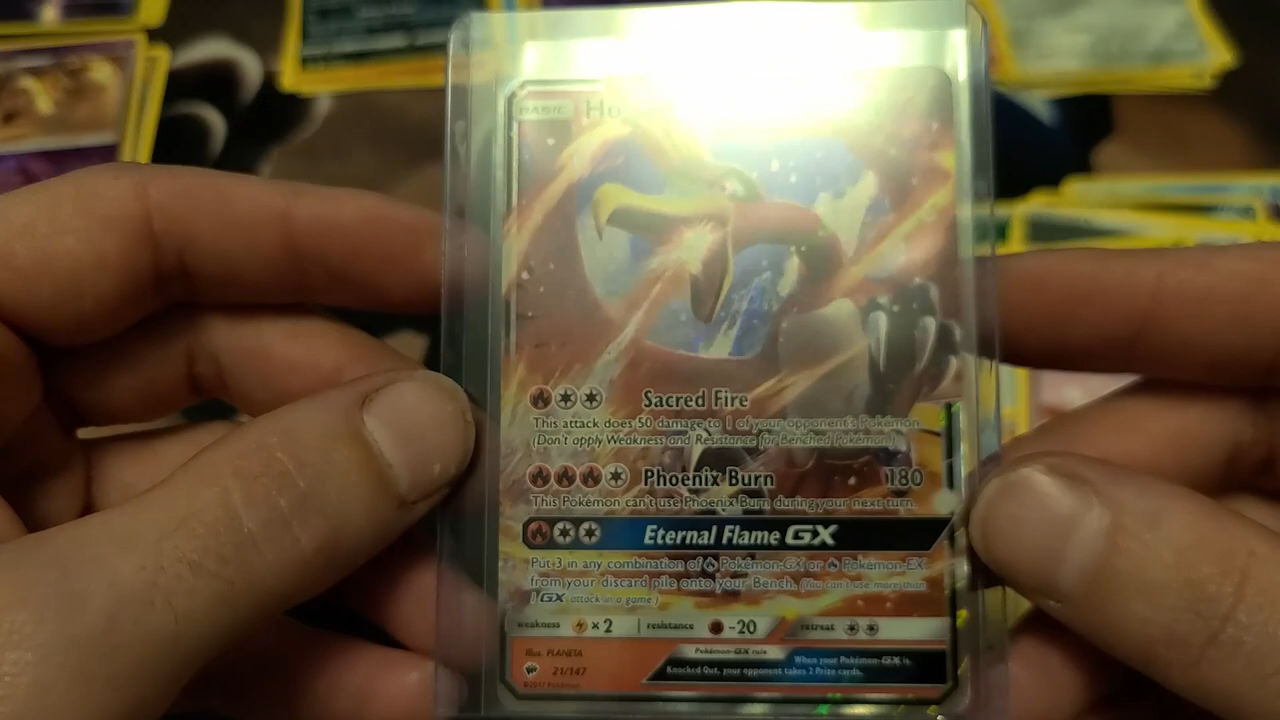 BASIC Ho
Sacred Fire
This attack does 50 damage to 1 of your opponent's Pokémon.
(Don't apply Weakness and Resistance for Benched Pokémon.)
Phoenix Burn 180
This Pokémon can't use Phoenix Burn during your next turn.
Eternal Flame GX
Put 3 in any combination of Pokémon-GX or Pokémon-EX
from your discard pile onto your Bench. (You can't use more than
1 GX attack in a game.)
weakness ×2 resistance -20 retreat
Illus. PLANETA Pokémon-GX rule When your Pokémon-GX is
21/147 Knocked Out, your opponent takes 2 Prize cards.
©2017 Pokémon